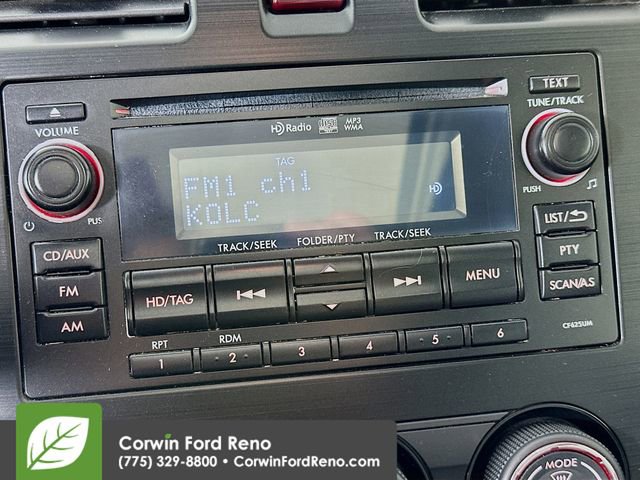 TEXT
VOLUME
TUNE/TRACK
HD Radio
MP3
WMA
TAG
FM1 ch1
KOLC
HD
PUSH
PUS
TRACK/SEEK FOLDER/PTY TRACK/SEEK
CD/AUX
FM
AM
HD/TAG
MENU
LIST/
PTY
SCAN/A.S
CF625UM
RPT RDM
1 2 3 4 5 6
MODE
Corwin Ford Reno
(775) 329-8800 • CorwinFordReno.com